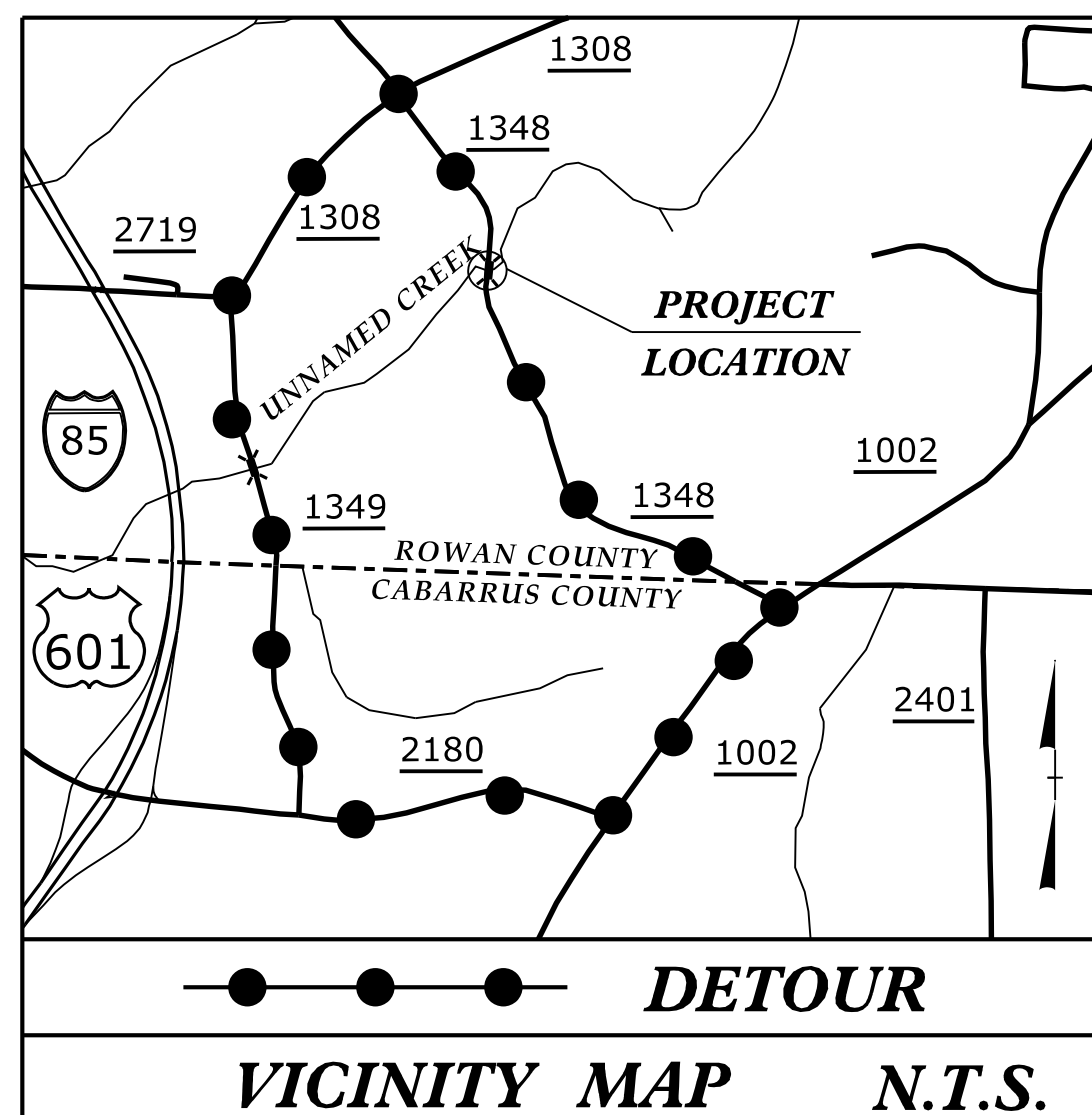 1308
1348
2719
1308
UNNAMED CREEK
PROJECT
LOCATION
85
1002
1348
1349
ROWAN COUNTY
CABARRUS COUNTY
601
2401
2180
1002
DETOUR
VICINITY MAP N.T.S.